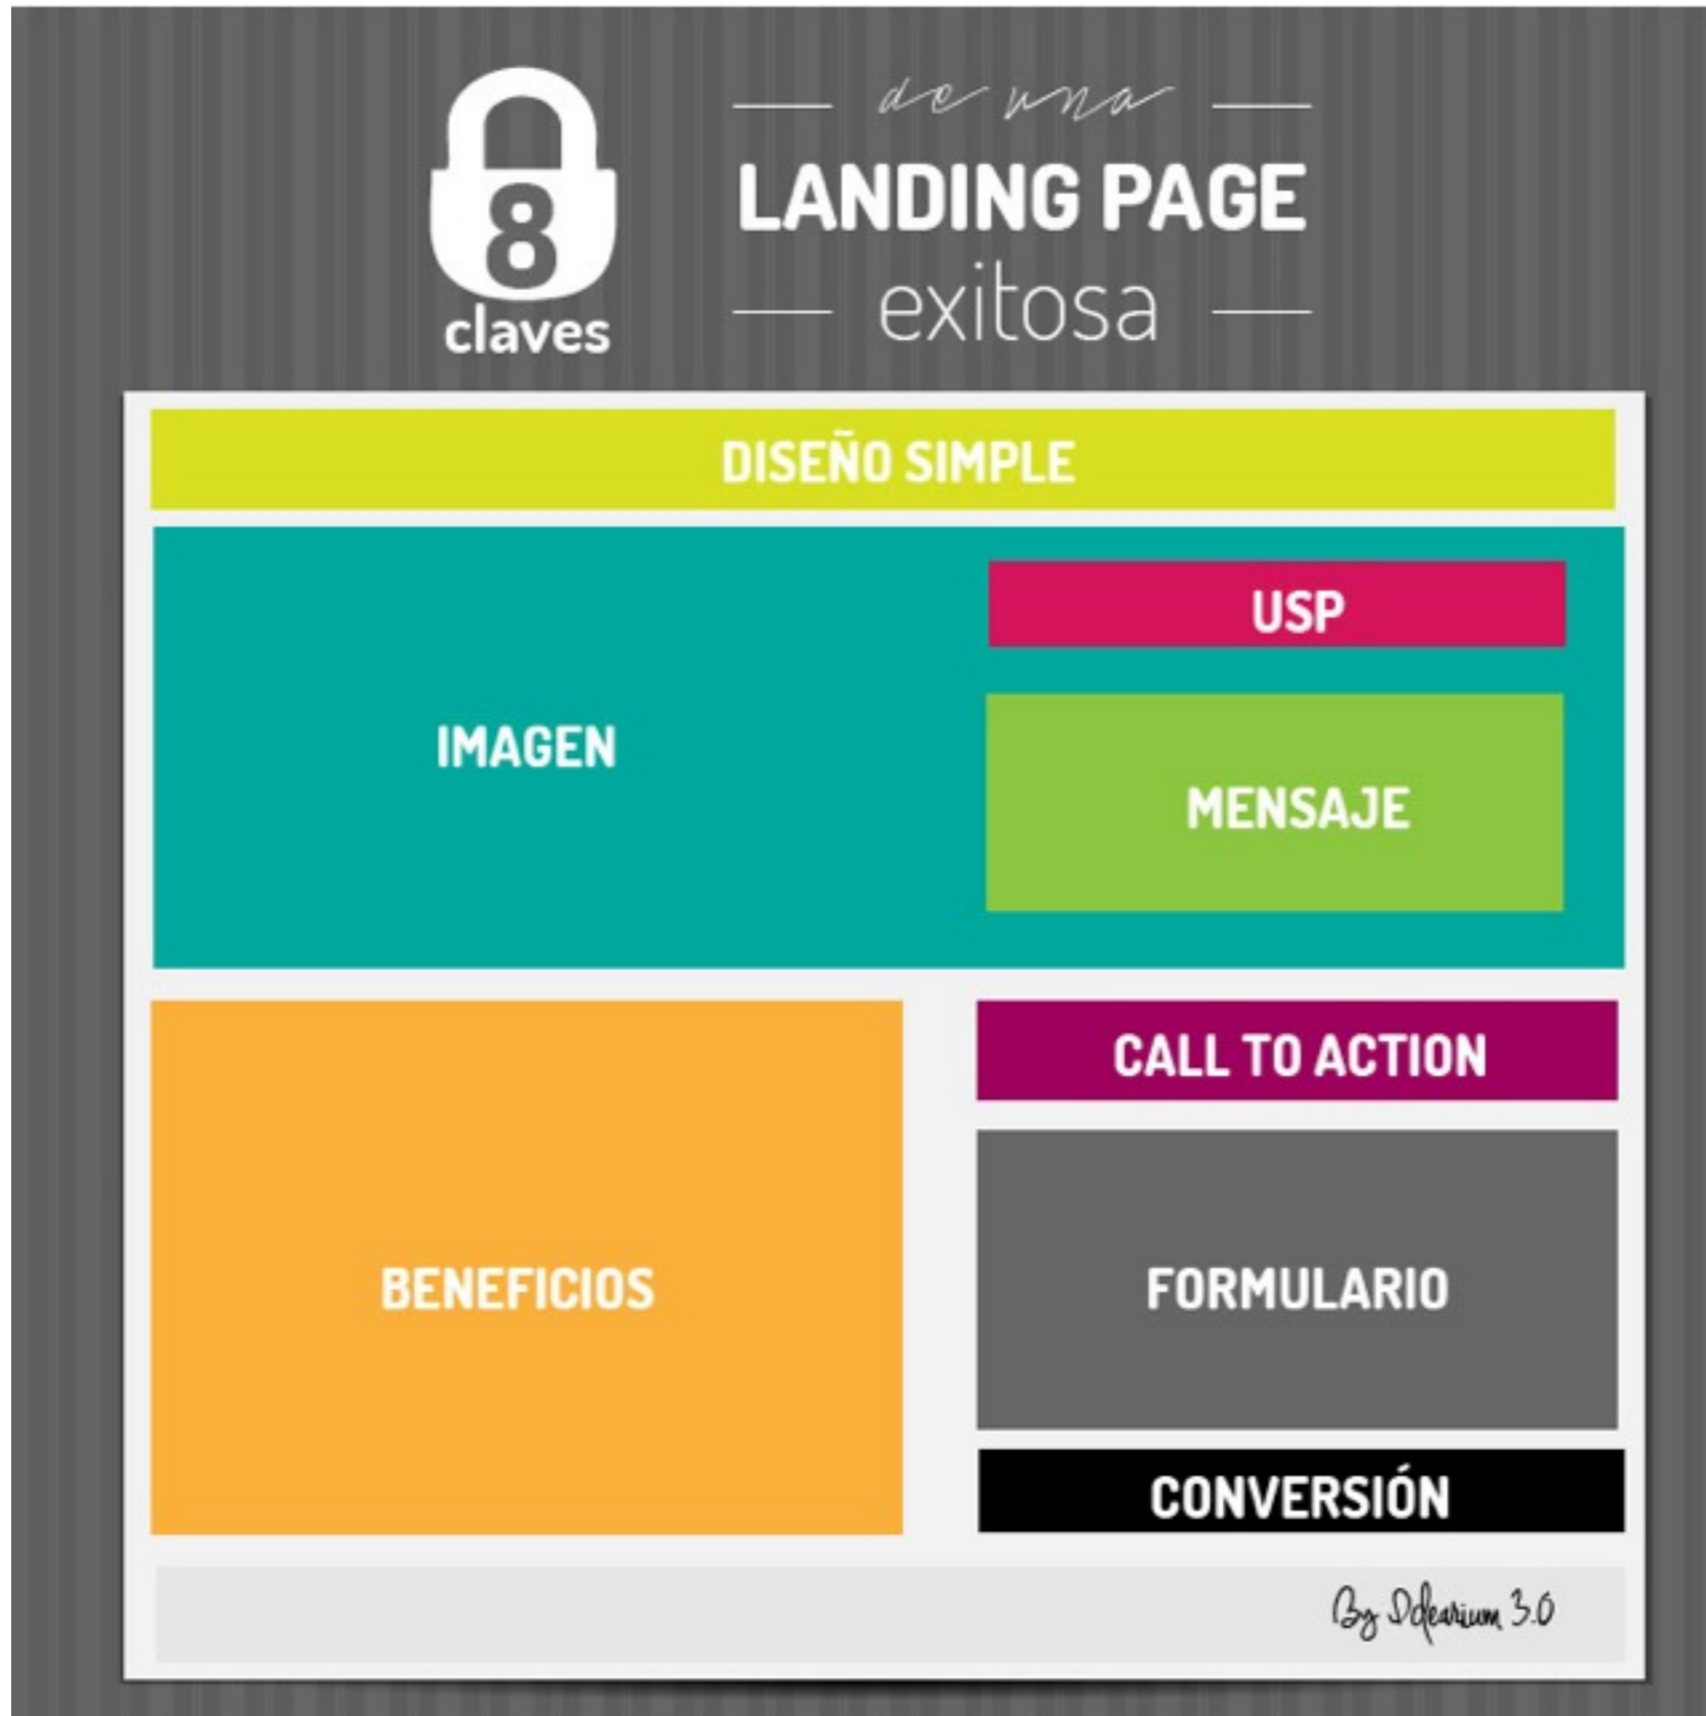 8
claves
de una
LANDING PAGE
exitosa
DISEÑO SIMPLE
USP
IMAGEN
MENSAJE
BENEFICIOS
CALL TO ACTION
FORMULARIO
CONVERSIÓN
By Idearium 3.0